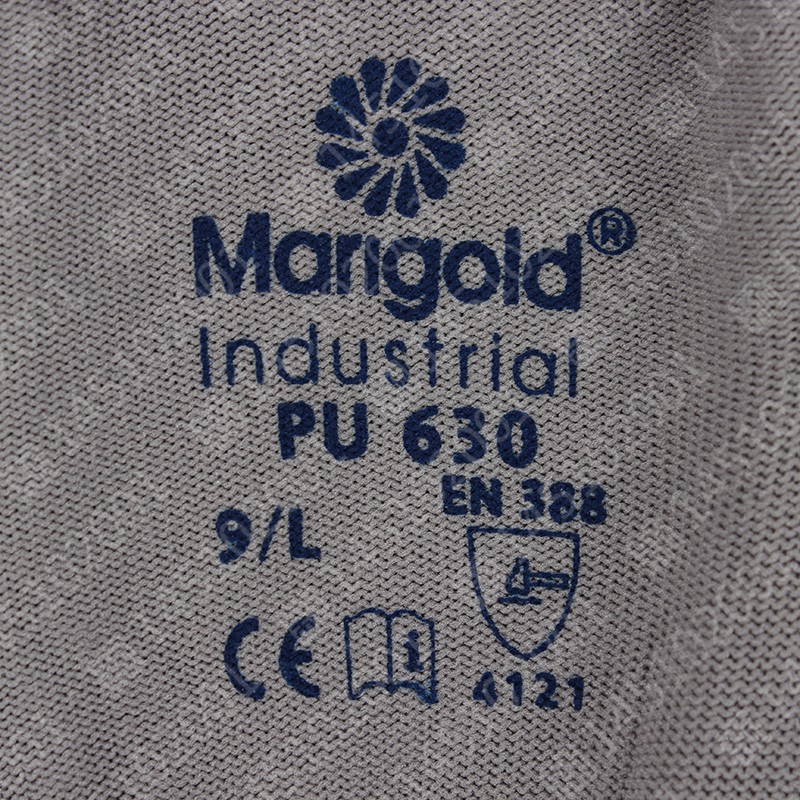 Marigold®
Industrial
PU 630
EN 388
9/L
CE
i
4121